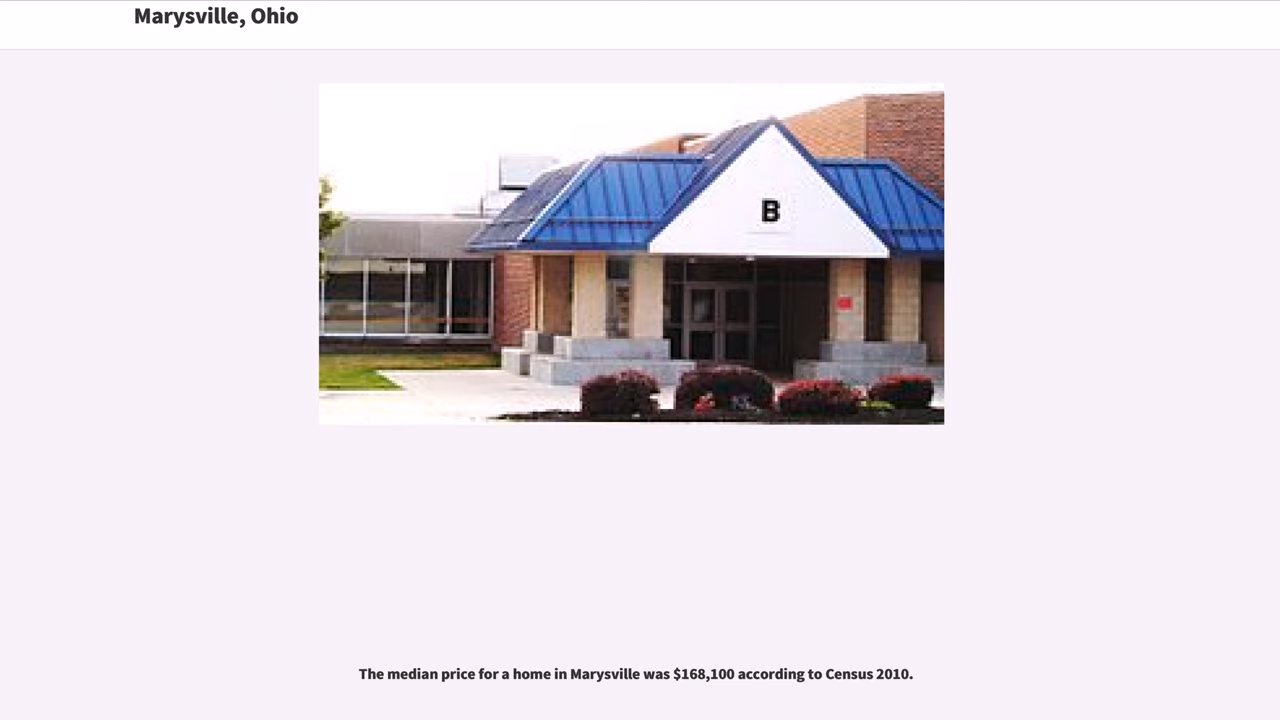 Marysville, Ohio
B
The median price for a home in Marysville was $168,100 according to Census 2010.